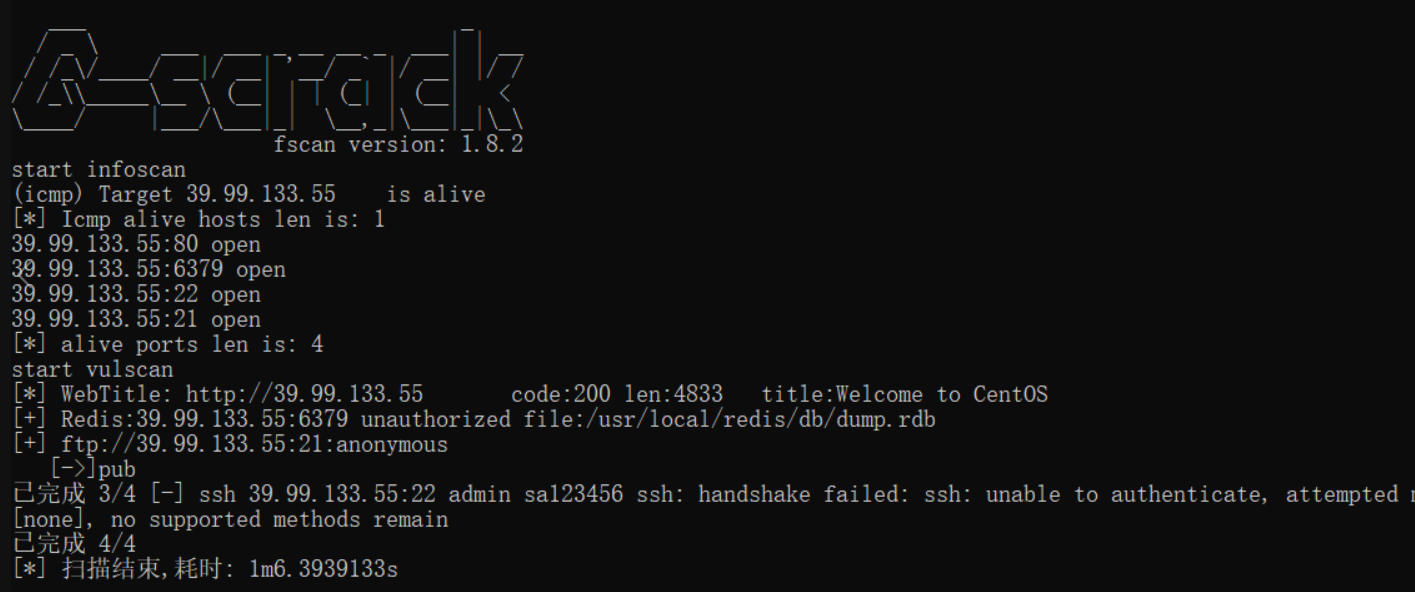 fscan version: 1.8.2
start infoscan
(icmp) Target 39.99.133.55 is alive
[*] Icmp alive hosts len is: 1
39.99.133.55:80 open
39.99.133.55:6379 open
39.99.133.55:22 open
39.99.133.55:21 open
[*] alive ports len is: 4
start vulscan
[*] WebTitle: http://39.99.133.55 code:200 len:4833 title:Welcome to CentOS
[+] Redis:39.99.133.55:6379 unauthorized file:/usr/local/redis/db/dump.rdb
[+] ftp://39.99.133.55:21:anonymous
[->]pub
已完成 3/4 [-] ssh 39.99.133.55:22 admin sa123456 ssh: handshake failed: ssh: unable to authenticate, attempted
[none], no supported methods remain
已完成 4/4
[*] 扫描结束,耗时: 1m6.3939133s